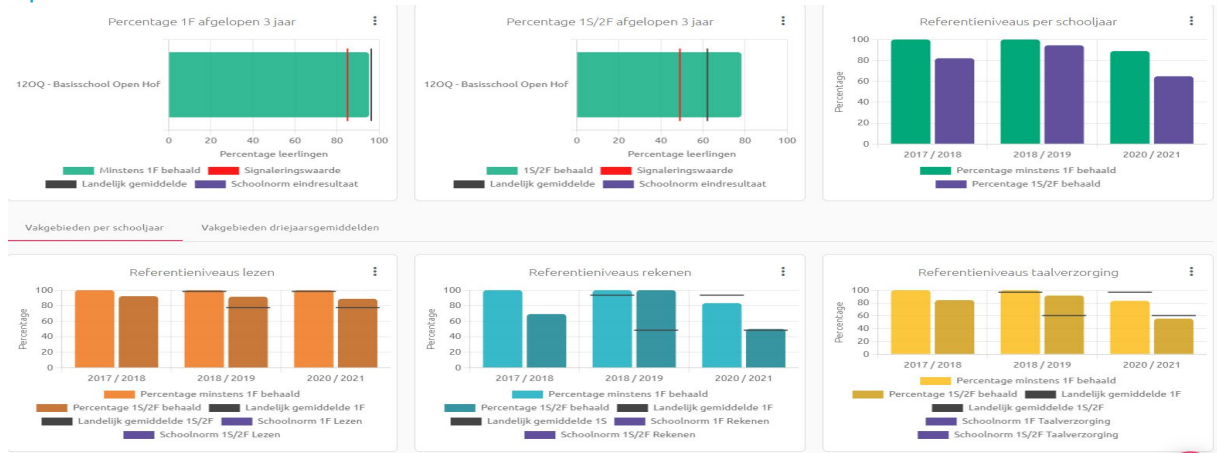 Percentage 1F afgelopen 3 jaar
12OQ - Basisschool Open Hof
0 20 40 60 80 100
Percentage leerlingen
Minstens 1F behaald Signaleringswaarde
Landelijk gemiddelde Schoolnorm eindresultaat
Percentage 1S/2F afgelopen 3 jaar
12OQ - Basisschool Open Hof
0 20 40 60 80 100
Percentage leerlingen
1S/2F behaald Signaleringswaarde
Landelijk gemiddelde Schoolnorm eindresultaat
Referentieniveaus per schooljaar
Percentage
100
80
60
40
20
0
2017 / 2018 2018 / 2019 2020 / 2021
Percentage minstens 1F behaald
Percentage 1S/2F behaald
Vakgebieden per schooljaar Vakgebieden driejaarsgemiddelden
Referentieniveaus lezen
Percentage
100
80
60
40
20
0
2017 / 2018 2018 / 2019 2020 / 2021
Percentage minstens 1F behaald
Percentage 1S/2F behaald Landelijk gemiddelde 1F
Landelijk gemiddelde 1S/2F Schoolnorm 1F Lezen
Schoolnorm 1S/2F Lezen
Referentieniveaus rekenen
Percentage
100
80
60
40
20
0
2017 / 2018 2018 / 2019 2020 / 2021
Percentage minstens 1F behaald
Percentage 1S/2F behaald Landelijk gemiddelde 1F
Landelijk gemiddelde 1S Schoolnorm 1F Rekenen
Schoolnorm 1S/2F Rekenen
Referentieniveaus taalverzorging
Percentage
100
80
60
40
20
0
2017 / 2018 2018 / 2019 2020 / 2021
Percentage minstens 1F behaald
Percentage 1S/2F behaald Landelijk gemiddelde 1F
Landelijk gemiddelde 1S/2F
Schoolnorm 1F Taalverzorging
Schoolnorm 1S/2F Taalverzorging